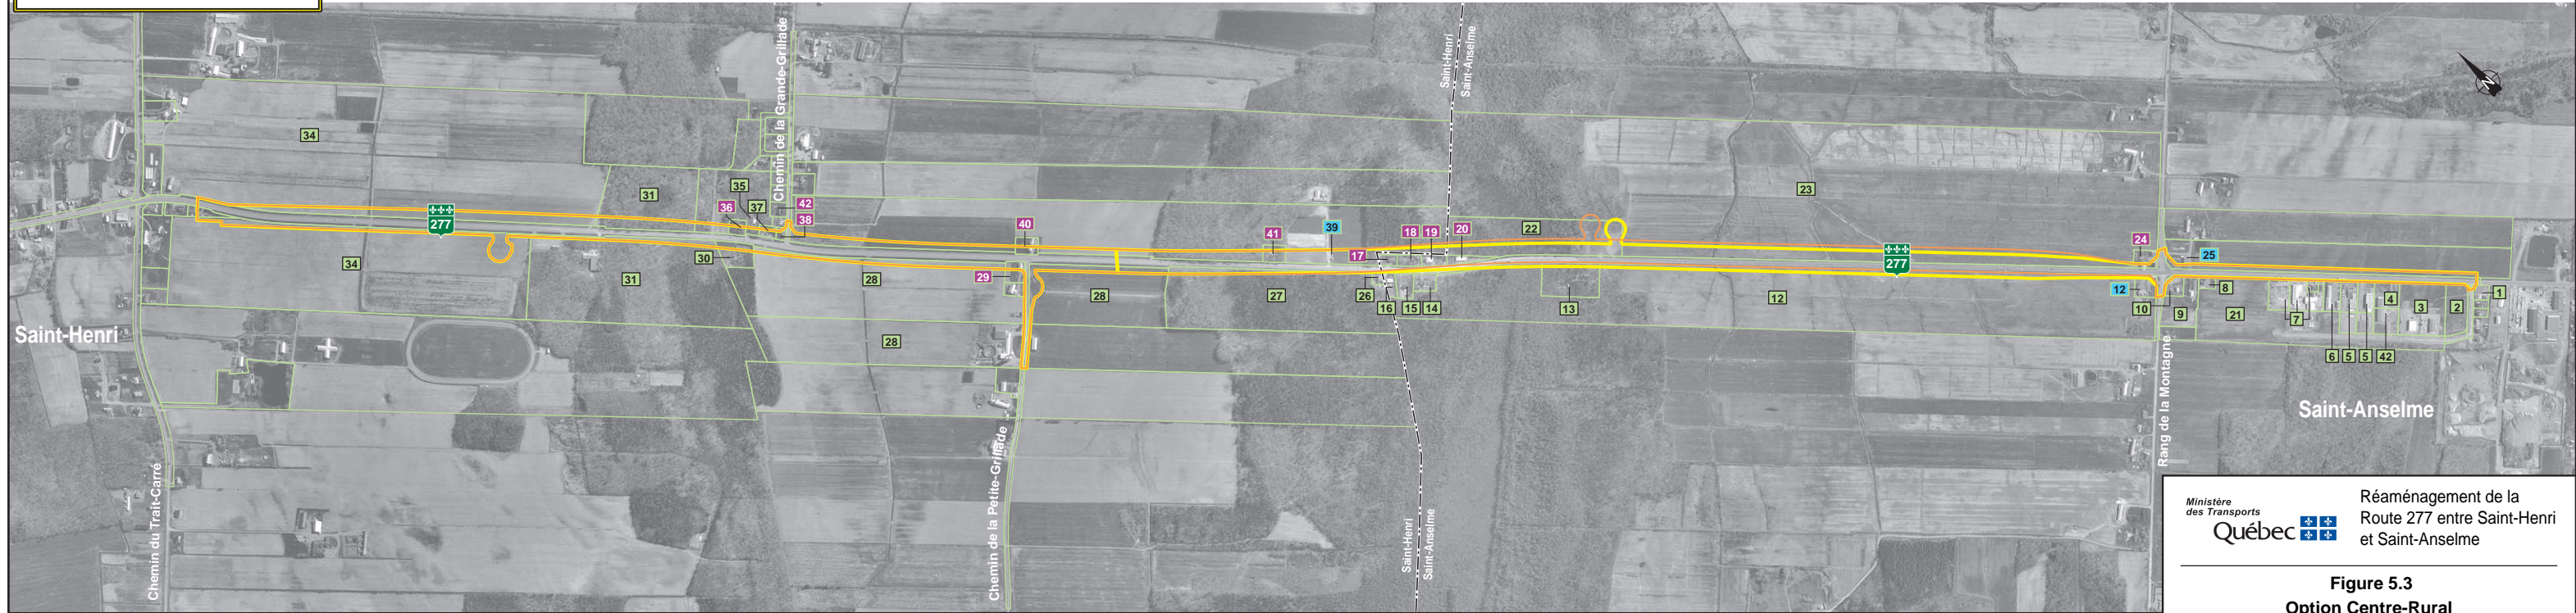 Chemin de la Grande-Grillade
Saint-Henri
Saint-Anselme
N
34
31
35
36
37
42
38
277
40
41
39
17
18
19
20
22
23
277
24
25
34
31
30
28
29
28
28
27
26
16
15
14
13
12
12
10
9
8
21
7
4
3
2
1
6
5
5
42
Saint-Henri
Saint-Anselme
Chemin du Trait-Carré
Chemin de la Petite-Grillade
Saint-Henri
Saint-Anselme
Rang de la Montagne
Ministère
des Transports
Québec
Réaménagement de la
Route 277 entre Saint-Henri
et Saint-Anselme
Figure 5.3
Option Centre-Rural